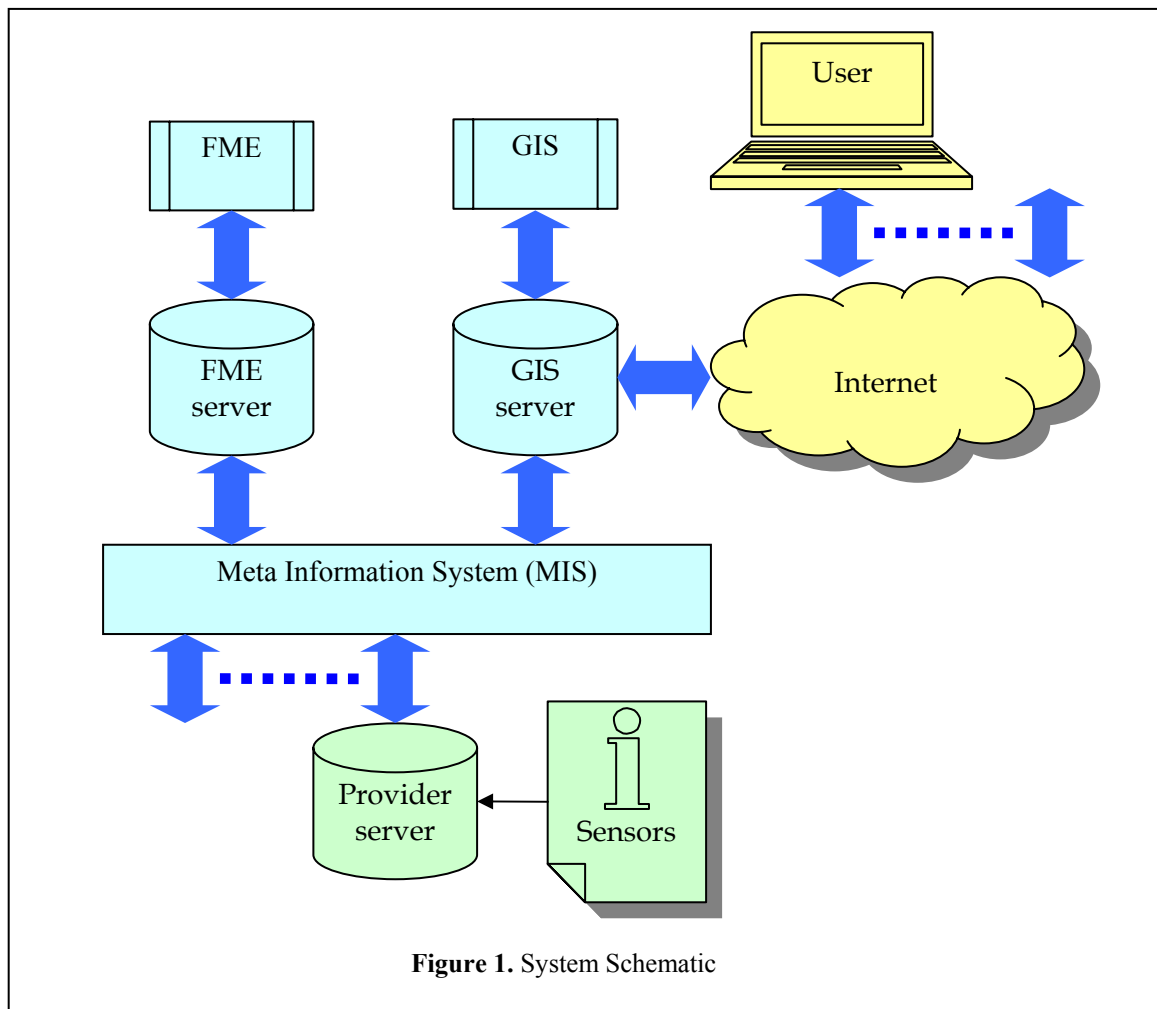 User
FME
GIS
FME
server
GIS
server
Internet
Meta Information System (MIS)
Provider
server
Sensors
Figure 1. System Schematic